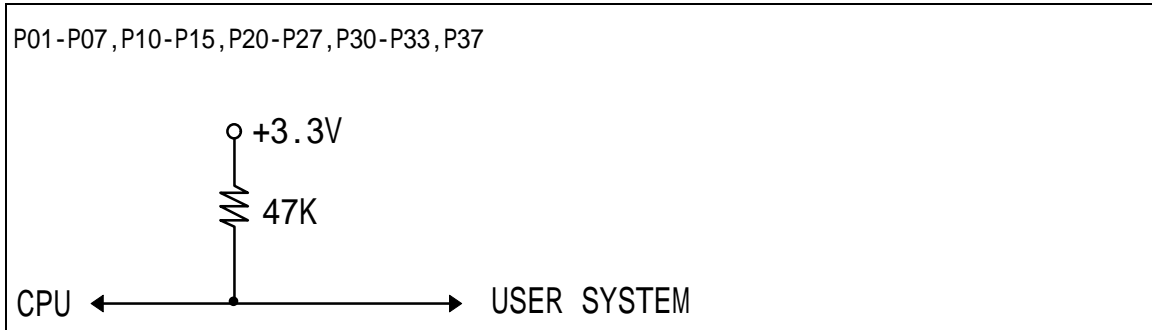 P01-P07,P10-P15,P20-P27,P30-P33,P37
+3.3V
47K
CPU
USER SYSTEM